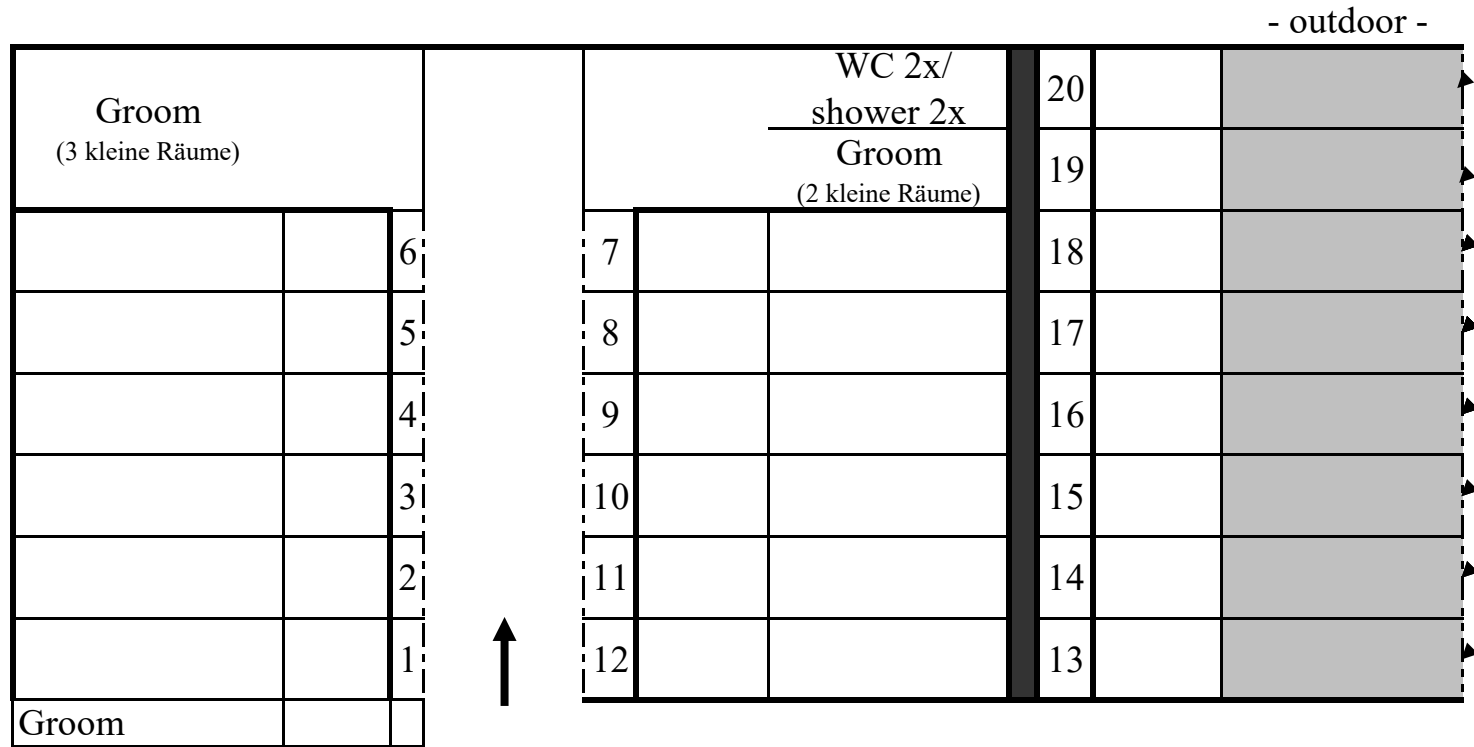 - outdoor -
WC 2x/
shower 2x
20
Groom
(3 kleine Räume)
Groom
(2 kleine Räume)
19
6
7
18
5
8
17
4
9
16
3
10
15
2
11
14
1
12
13
Groom